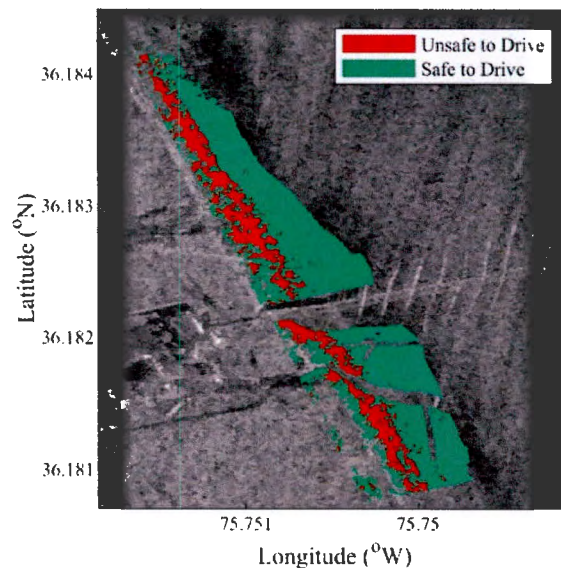 Unsafe to Drive
Safe to Drive
36.184
36.183
36.182
36.181
Latitude (°N)
75.751
75.75
Longitude (°W)